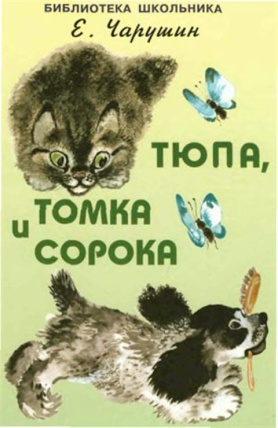 БИБЛИОТЕКА ШКОЛЬНИКА
Е. Чарушин
ТЮПА,
ТОМКА
и
СОРОКА